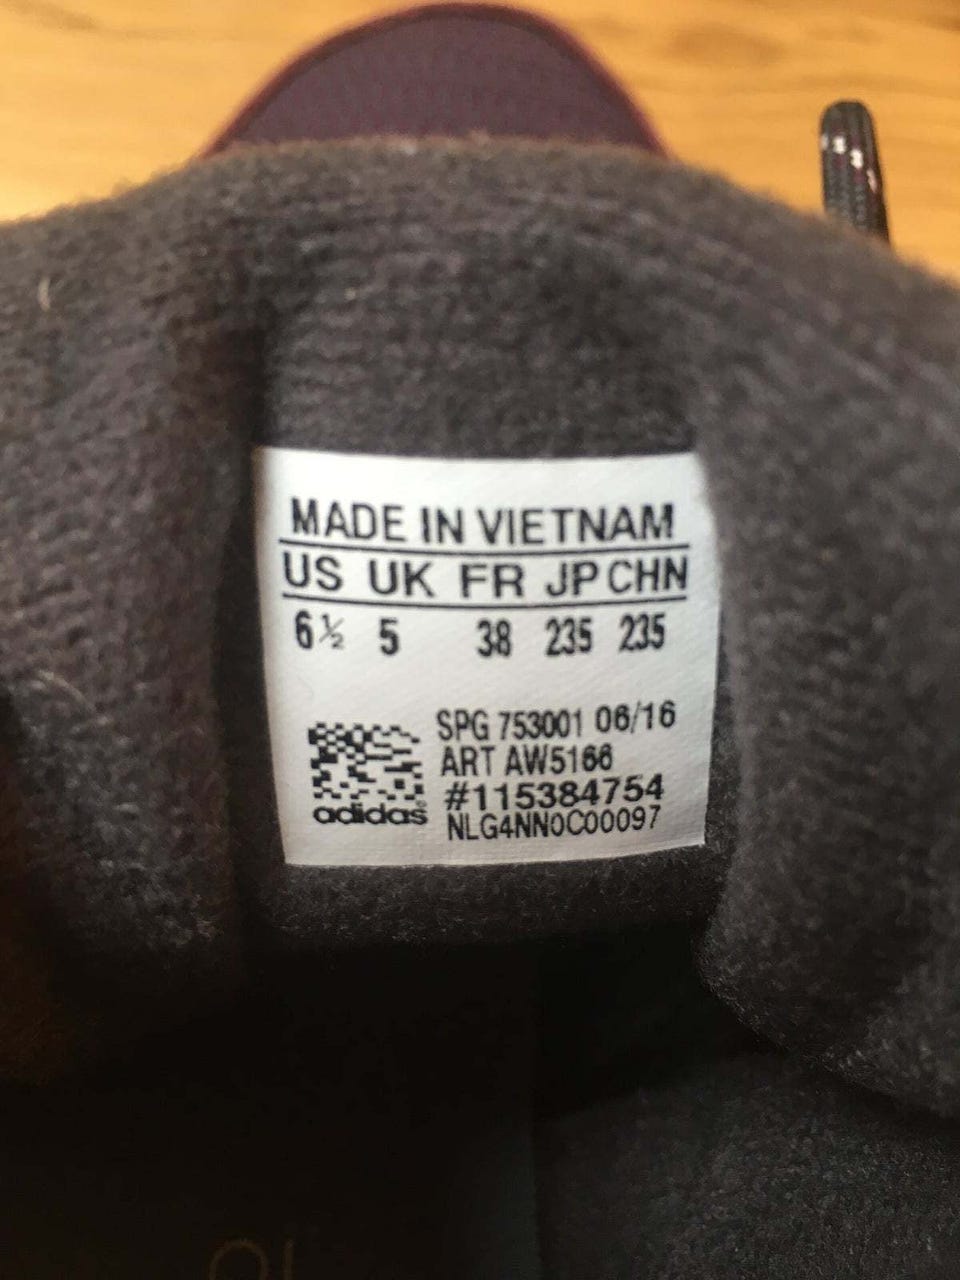 MADE IN VIETNAM
US UK FR JP CHN
6½ 5 38 235 235
SPG 753001 06/16
ART AW5166
#115384754
NLG4NN0C00097
adidas